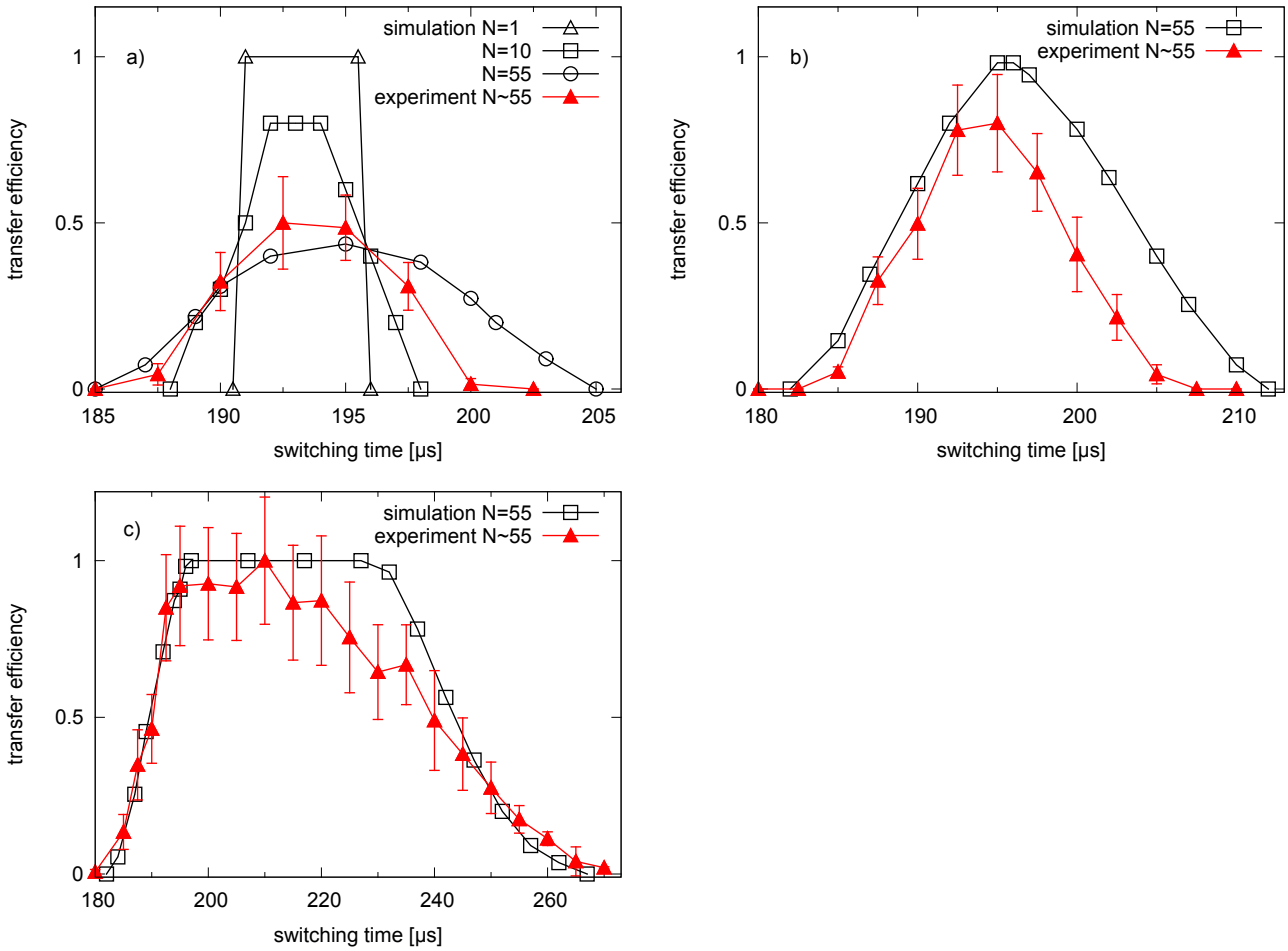 a)
simulation N=1
N=10
N=55
experiment N~55
transfer efficiency
1
0.5
0
185 190 195 200 205
switching time [µs]
b)
simulation N=55
experiment N~55
transfer efficiency
1
0.5
0
180 190 200 210
switching time [µs]
c)
simulation N=55
experiment N~55
transfer efficiency
1
0.5
0
180 200 220 240 260
switching time [µs]